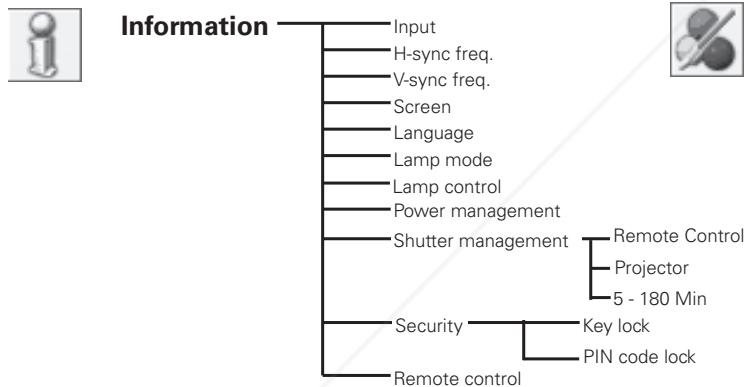 Information
Input
H-sync freq.
V-sync freq.
Screen
Language
Lamp mode
Lamp control
Power management
Shutter management
Remote Control
Projector
5 - 180 Min
Security
Key lock
PIN code lock
Remote control